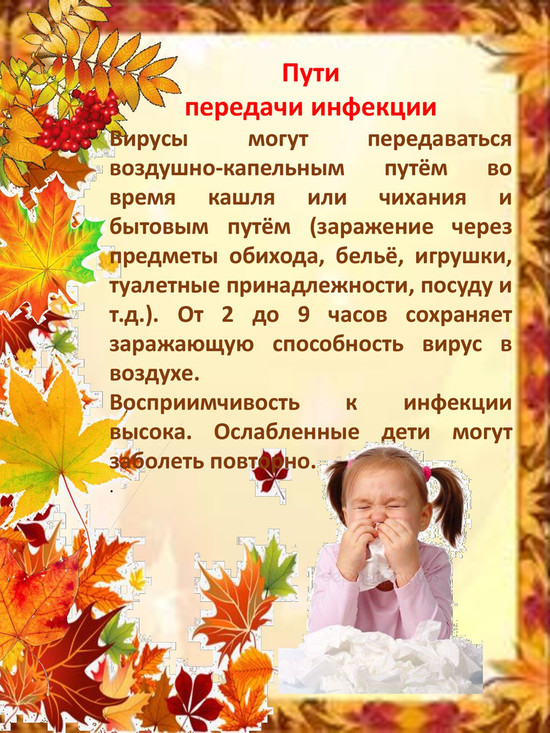 Пути
передачи инфекции
Вирусы могут передаваться
воздушно-капельным путём во
время кашля или чихания и
бытовым путём (заражение через
предметы обихода, бельё, игрушки,
туалетные принадлежности, посуду и
т.д.). От 2 до 9 часов сохраняет
заражающую способность вирус в
воздухе.
Восприимчивость к инфекции
высока. Ослабленные дети могут
заболеть повторно.
.